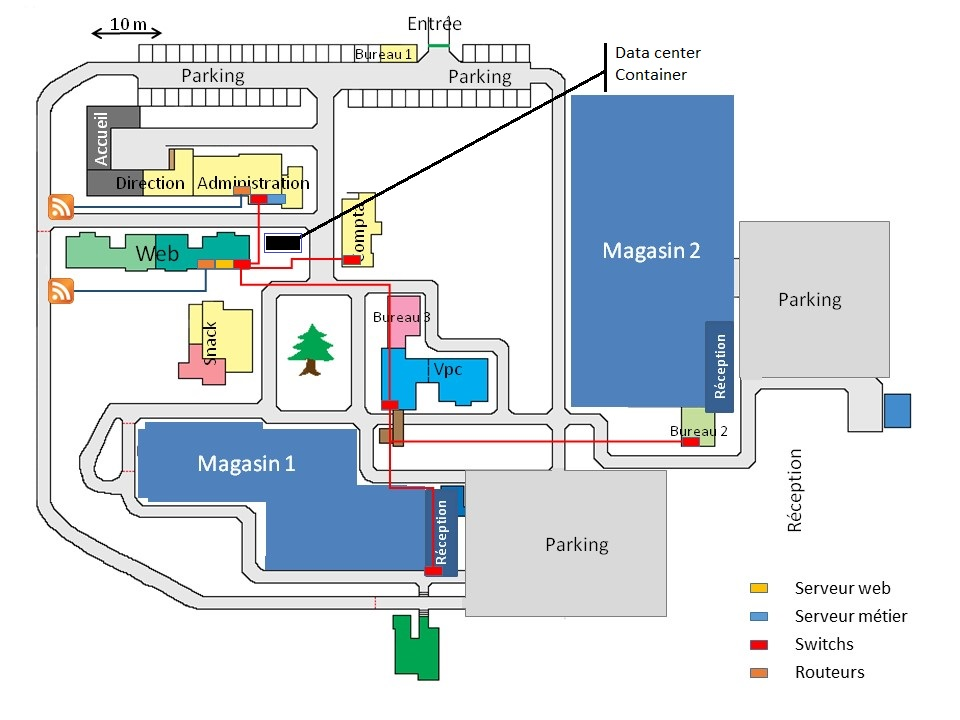 10 m
Entrée
Bureau 1
Data center
Container
Parking
Parking
Accueil
Direction
Administration
Compta
Web
Magasin 2
Parking
Bureau 3
Snack
Réception
Vpc
Bureau 2
Magasin 1
Réception
Réception
Parking
Serveur web
Serveur métier
Switchs
Routeurs